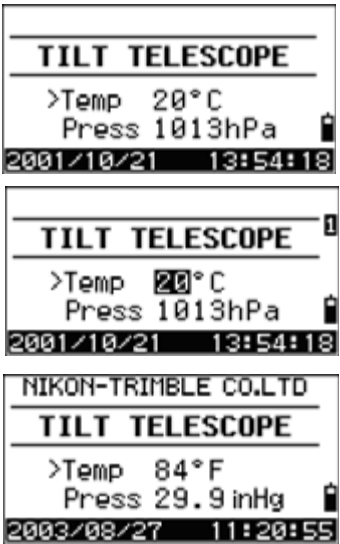 TILT TELESCOPE
>Temp 20°C
Press 1013hPa
2001/10/21 13:54:18
1
TILT TELESCOPE
>Temp 20°C
Press 1013hPa
2001/10/21 13:54:18
NIKON-TRIMBLE CO.LTD
TILT TELESCOPE
>Temp 84°F
Press 29.9inHg
2003/08/27 11:20:55